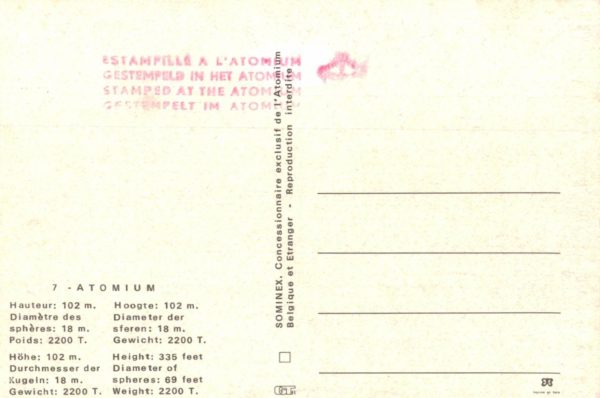 ESTAMPILLÉ A L'ATOMIUM
GESTEMPELD IN HET ATOMIUM
STAMPED AT THE ATOMIUM
GESTEMPELT IM ATOMIUM
SOMINEX. Concessionnaire exclusif de l'Atomium
Belgique et Etranger - Reproduction interdite
7 - ATOMIUM
Hauteur: 102 m.
Diamètre des
sphères: 18 m.
Poids: 2200 T.
Hoogte: 102 m.
Diameter der
sferen: 18 m.
Gewicht: 2200 T.
Höhe: 102 m.
Durchmesser der
Kugeln: 18 m.
Gewicht: 2200 T.
Height: 335 feet
Diameter of
spheres: 69 feet
Weight: 2200 T.